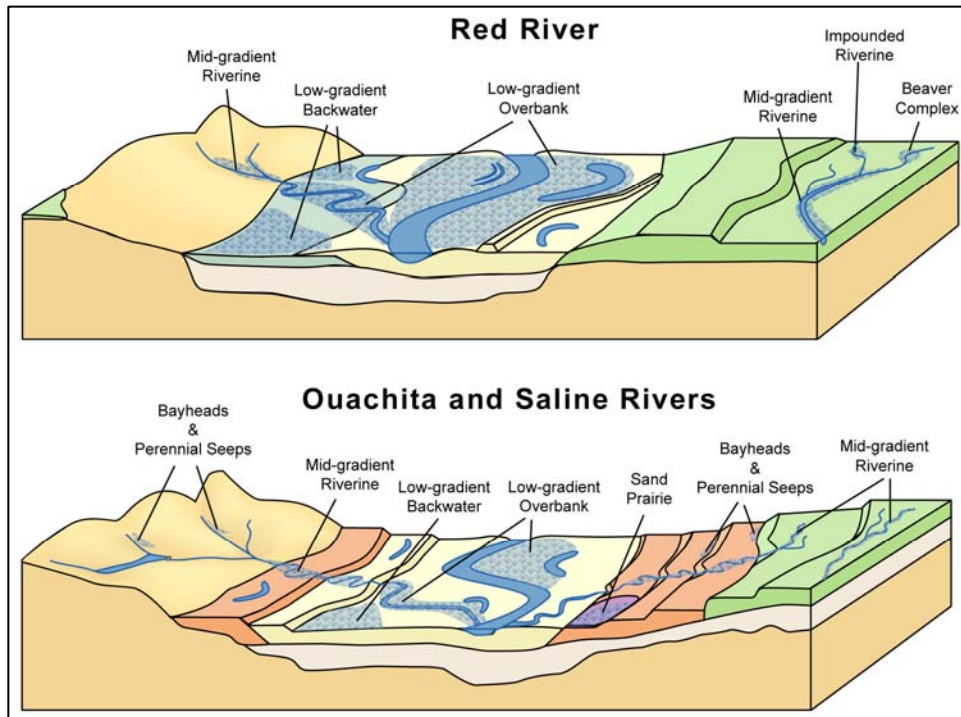 Red River
Mid-gradient
Riverine
Low-gradient
Backwater
Low-gradient
Overbank
Mid-gradient
Riverine
Impounded
Riverine
Beaver
Complex
Ouachita and Saline Rivers
Bayheads
&
Perennial Seeps
Mid-gradient
Riverine
Low-gradient
Backwater
Low-gradient
Overbank
Sand
Prairie
Bayheads
&
Perennial Seeps
Mid-gradient
Riverine